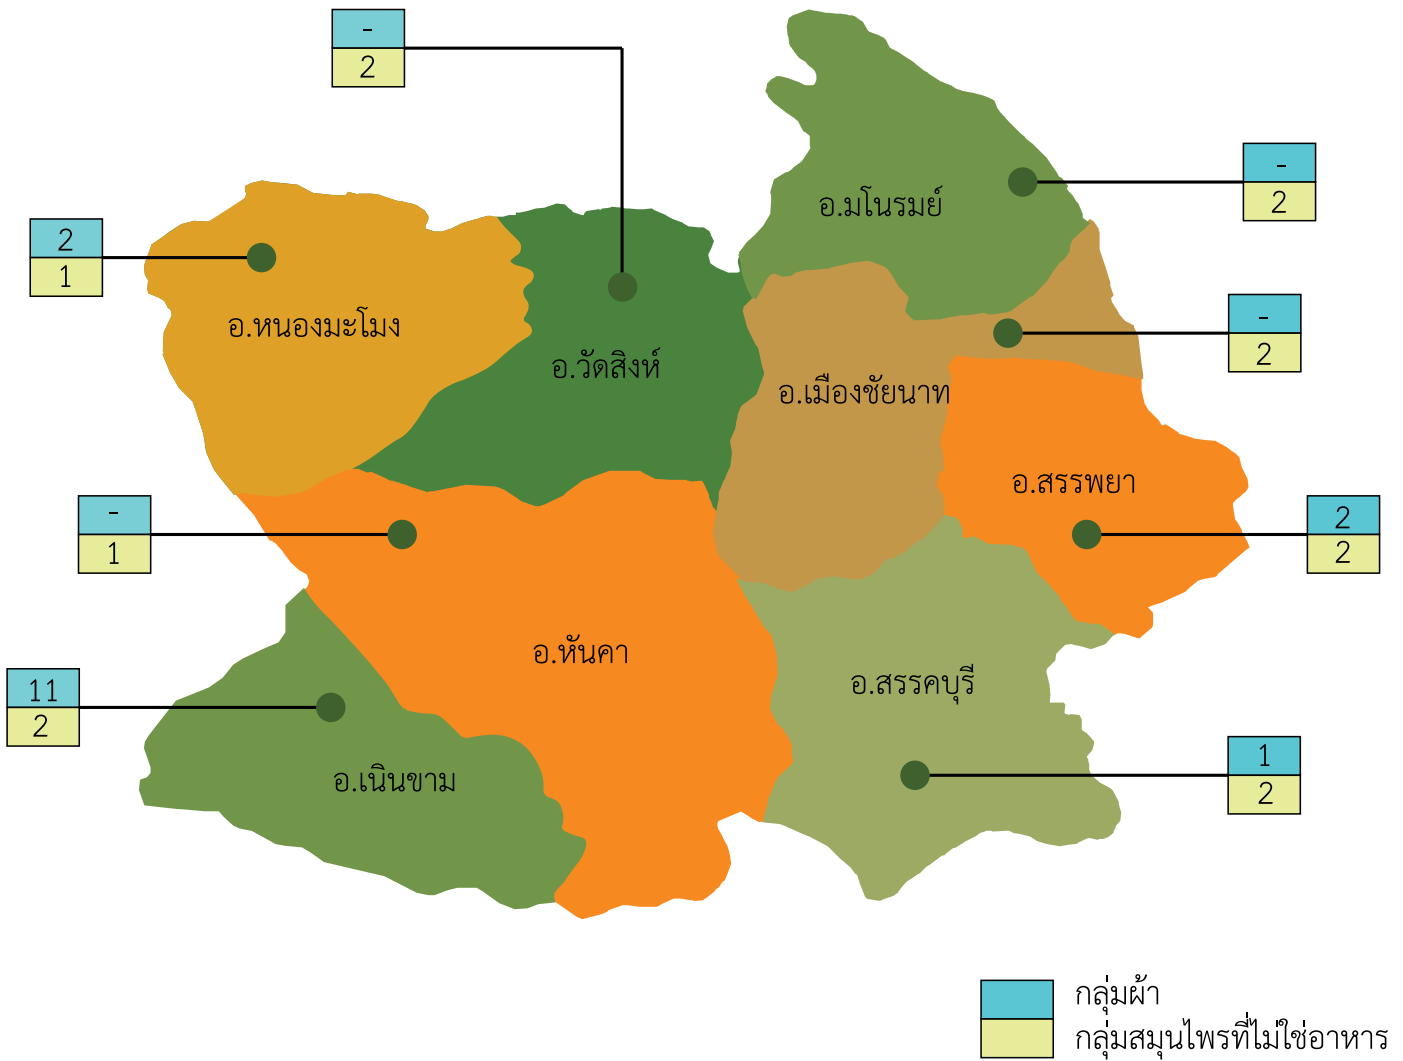 -
2
-
2
อ.มโนรมย์
2
1
อ.หนองมะโมง
-
2
อ.วัดสิงห์
อ.เมืองชัยนาท
อ.สรรพยา
-
1
2
2
อ.หันคา
อ.สรรคบุรี
11
2
อ.เนินขาม
1
2
กลุ่มผ้า
กลุ่มสมุนไพรที่ไม่ใช่อาหาร